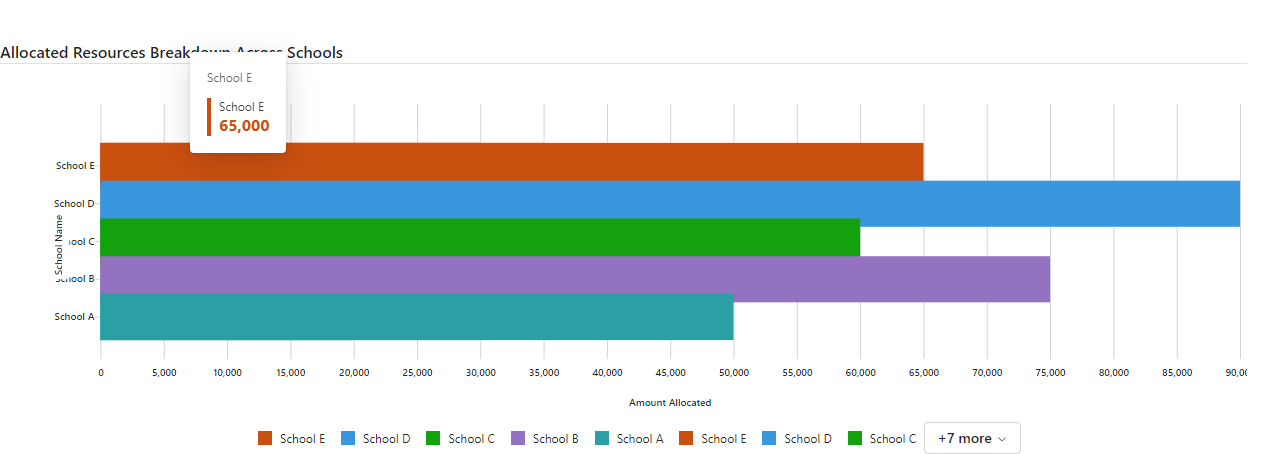 Allocated Resources Breakdown Across Schools
School E
School E
65,000
School E
School D
School Name
ool C
School B
School A
0 5,000 10,000 15,000 20,000 25,000 30,000 35,000 40,000 45,000 50,000 55,000 60,000 65,000 70,000 75,000 80,000 85,000 90,00
Amount Allocated
School E School D School C School B School A School E School D School C +7 more